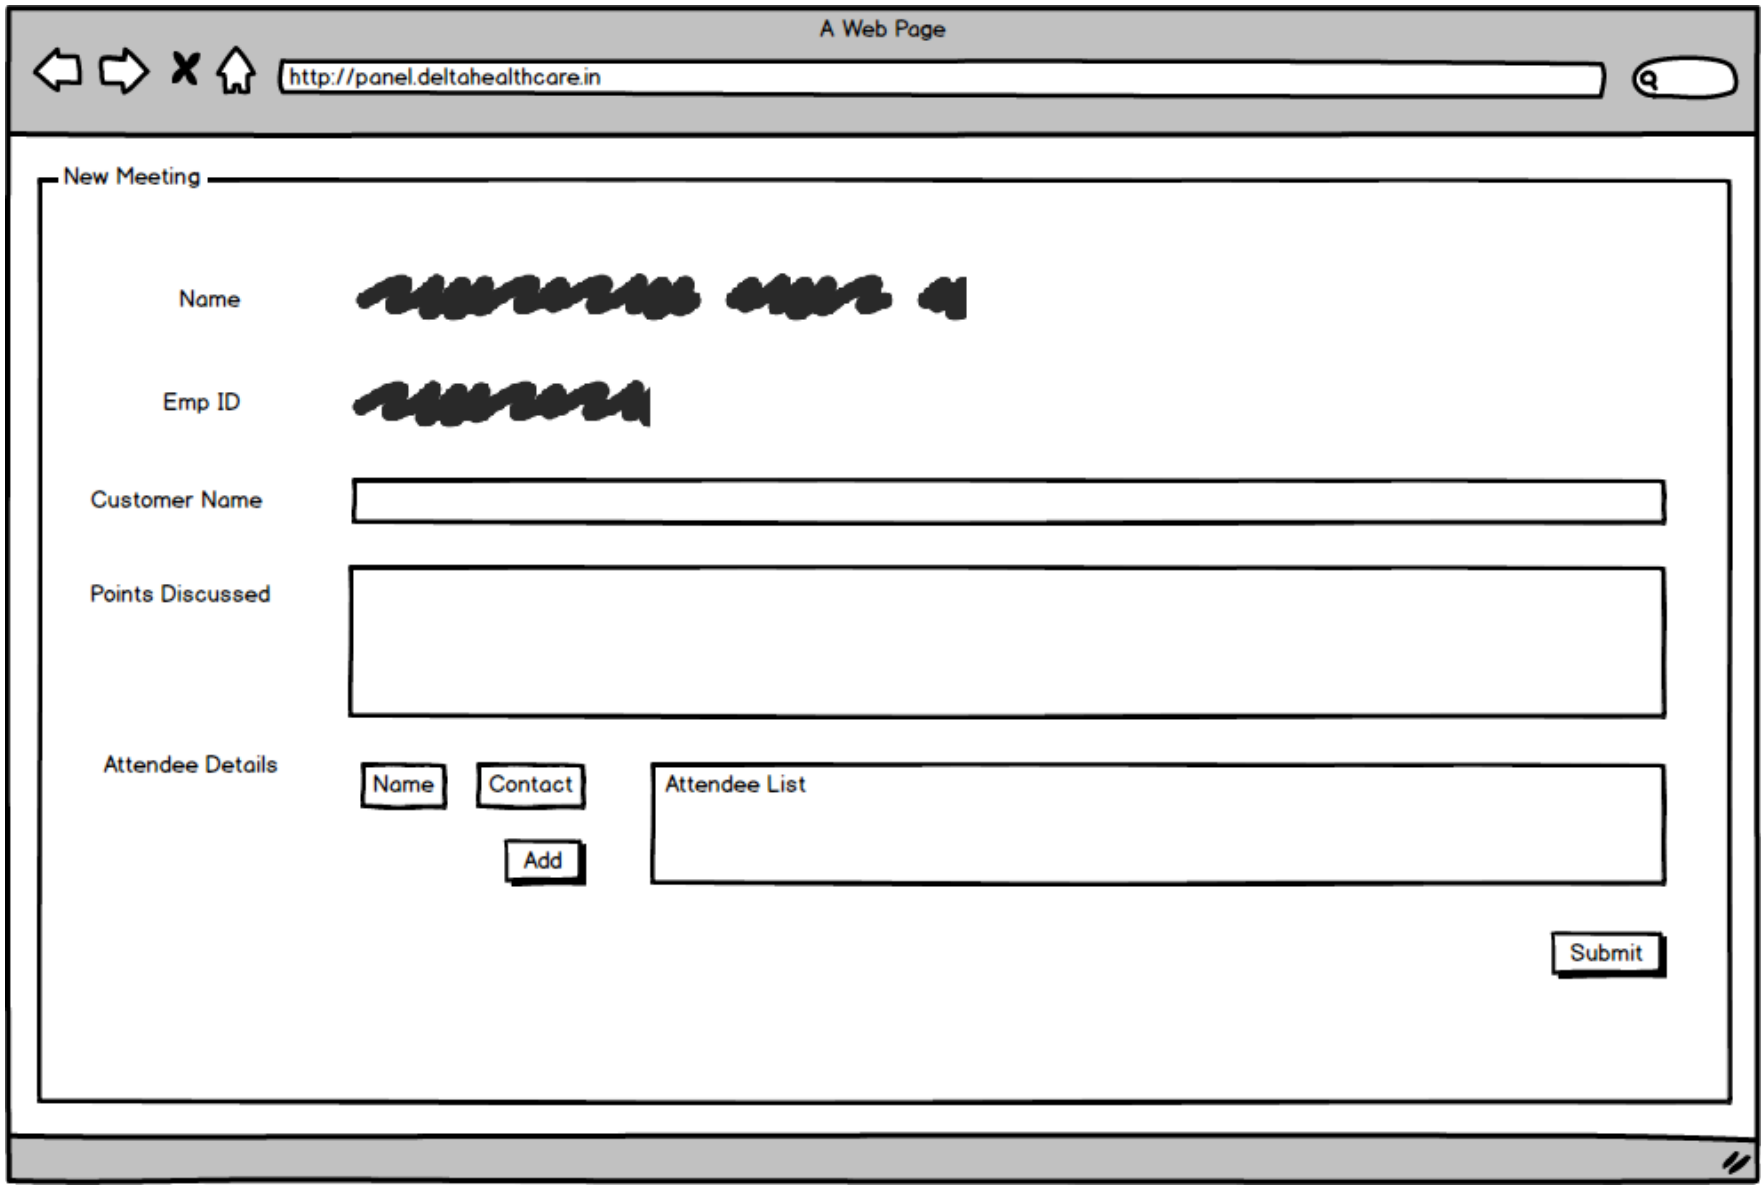 A Web Page
http://panel.deltahealthcare.in
New Meeting
Name
Emp ID
Customer Name
Points Discussed
Attendee Details
Name
Contact
Attendee List
Add
Submit